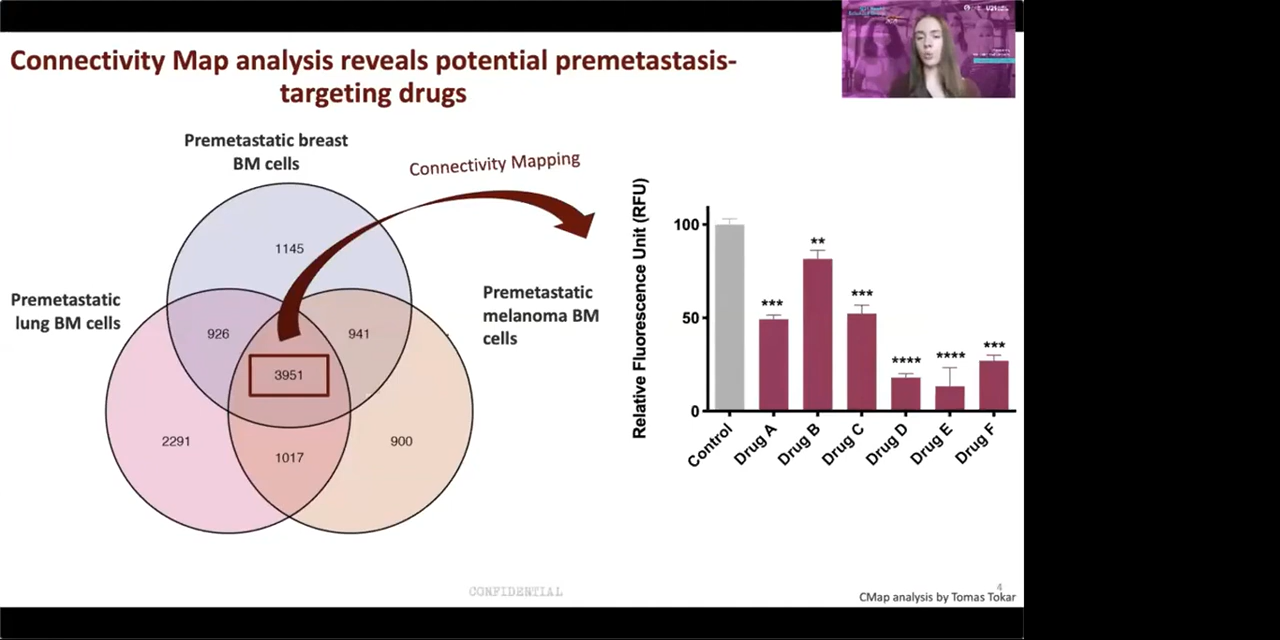 Connectivity Map analysis reveals potential premetastasis-
targeting drugs
Premetastatic breast
BM cells
Connectivity Mapping
1145
Premetastatic
lung BM cells
Premetastatic
melanoma BM
cells
926
941
3951
2291
900
1017
Relative Fluorescence Unit (RFU)
100
50
0
**
***
***
****
****
***
Control
Drug A
Drug B
Drug C
Drug D
Drug E
Drug F
CONFIDENTIAL
4
CMap analysis by Tomas Tokar